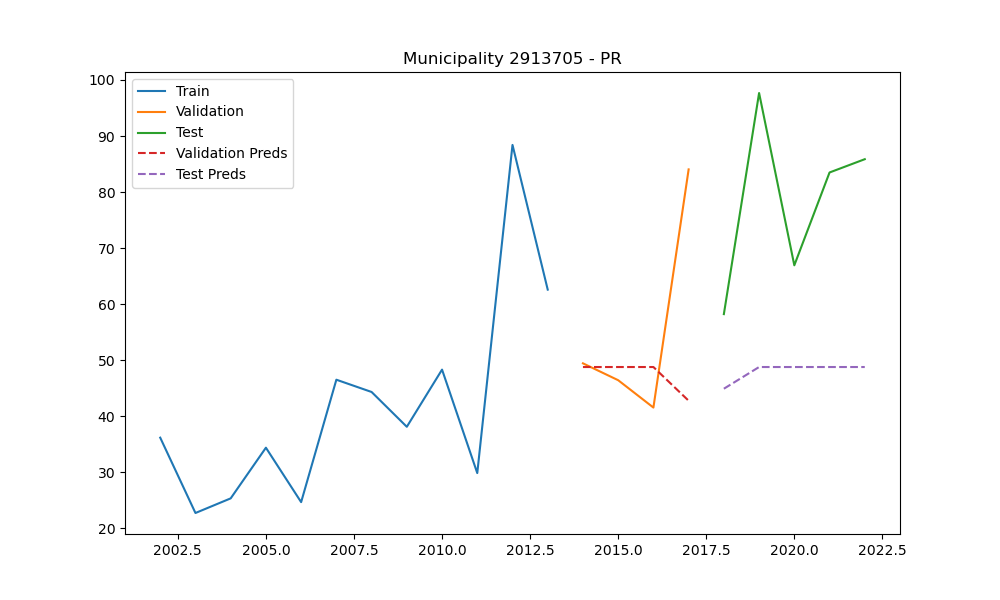 Municipality 2913705 - PR
Train
Validation
Test
Validation Preds
Test Preds
100
90
80
70
60
50
40
30
20
2002.5 2005.0 2007.5 2010.0 2012.5 2015.0 2017.5 2020.0 2022.5